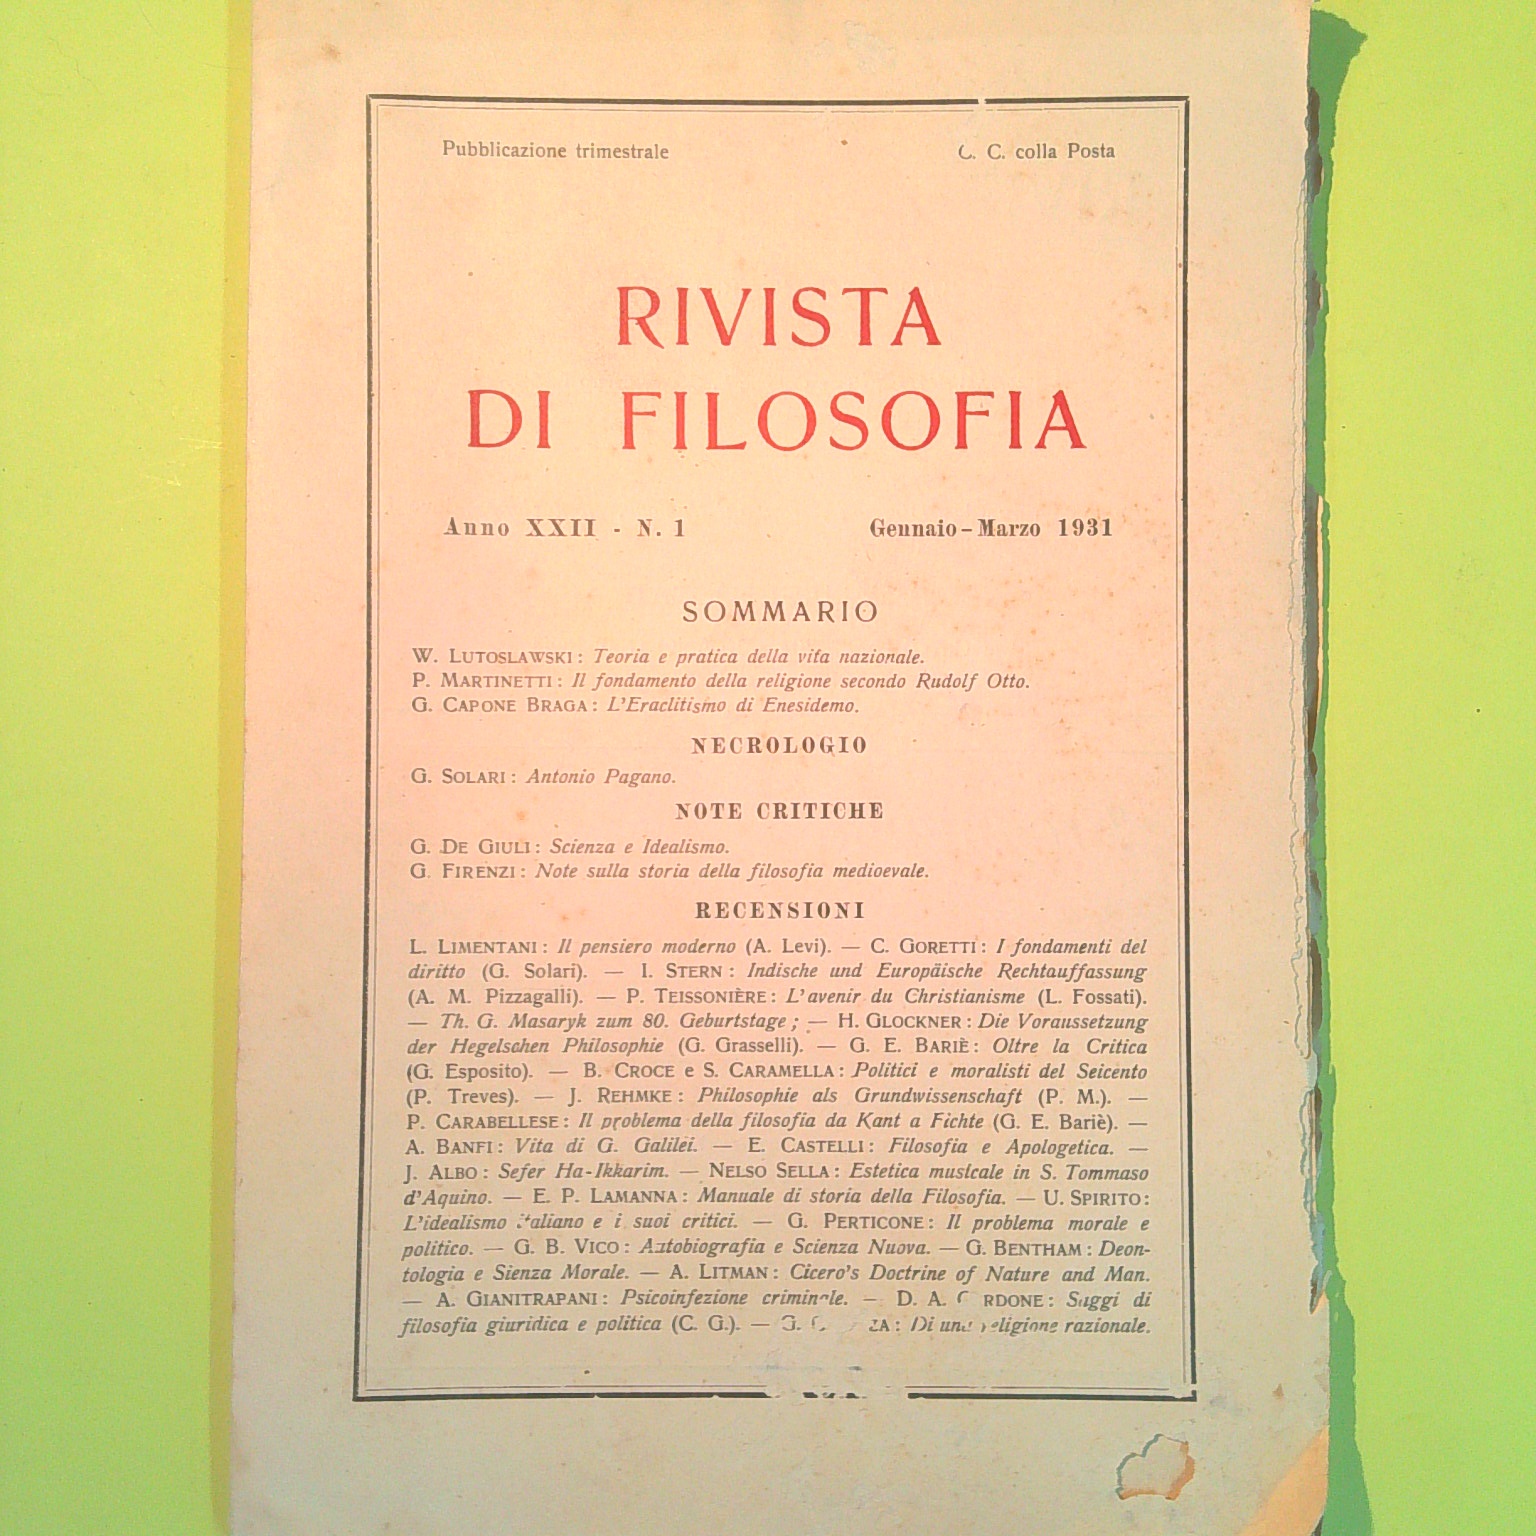 Pubblicazione trimestrale C. C. colla Posta
RIVISTA
DI FILOSOFIA
Anno XXII - N. 1 Gennaio – Marzo 1931
SOMMARIO
W. LUTOSLAWSKI : Teoria e pratica della vita nazionale.
P. MARTINETTI : Il fondamento della religione secondo Rudolf Otto.
G. CAPONE BRAGA : L'Eraclitismo di Enesidemo.
NECROLOGIO
G. SOLARI : Antonio Pagano.
NOTE CRITICHE
G. DE GIULI : Scienza e Idealismo.
G. FIRENZI : Note sulla storia della filosofia medioevale.
RECENSIONI
L. LIMENTANI : Il pensiero moderno (A. Levi). — C. GORETTI : I fondamenti del
diritto (G. Solari). — I. STERN : Indische und Europäische Rechtauffassung
(A. M. Pizzagalli). — P. TEISSONIÈRE : L'avenir du Christianisme (L. Fossati).
— Th. G. Masaryk zum 80. Geburtstage ; — H. GLOCKNER : Die Voraussetzung
der Hegelschen Philosophie (G. Grasselli). — G. E. BARIÈ : Oltre la Critica
(G. Esposito). — B. CROCE e S. CARAMELLA : Politici e moralisti del Seicento
(P. Treves). — J. REHMKE : Philosophie als Grundwissenschaft (P. M.). —
P. CARABELLESE : Il problema della filosofia da Kant a Fichte (G. E. Bariè). —
A. BANFI : Vita di G. Galilei. — E. CASTELLI : Filosofia e Apologetica. —
J. ALBO : Sefer Ha-Ikkarim. — NELSO SELLA : Estetica musicale in S. Tommaso
d'Aquino. — E. P. LAMANNA : Manuale di storia della Filosofia. — U. SPIRITO :
L'idealismo italiano e i suoi critici. — G. PERTICONE : Il problema morale e
politico. — G. B. VICO : Autobiografia e Scienza Nuova. — G. BENTHAM : Deon-
tologia e Sienza Morale. — A. LITMAN : Cicero's Doctrine of Nature and Man.
— A. GIANITRAPANI : Psicoinfezione criminale. — D. A. CARDONE : Saggi di
filosofia giuridica e politica (C. G.). — G. : Di una religione razionale.